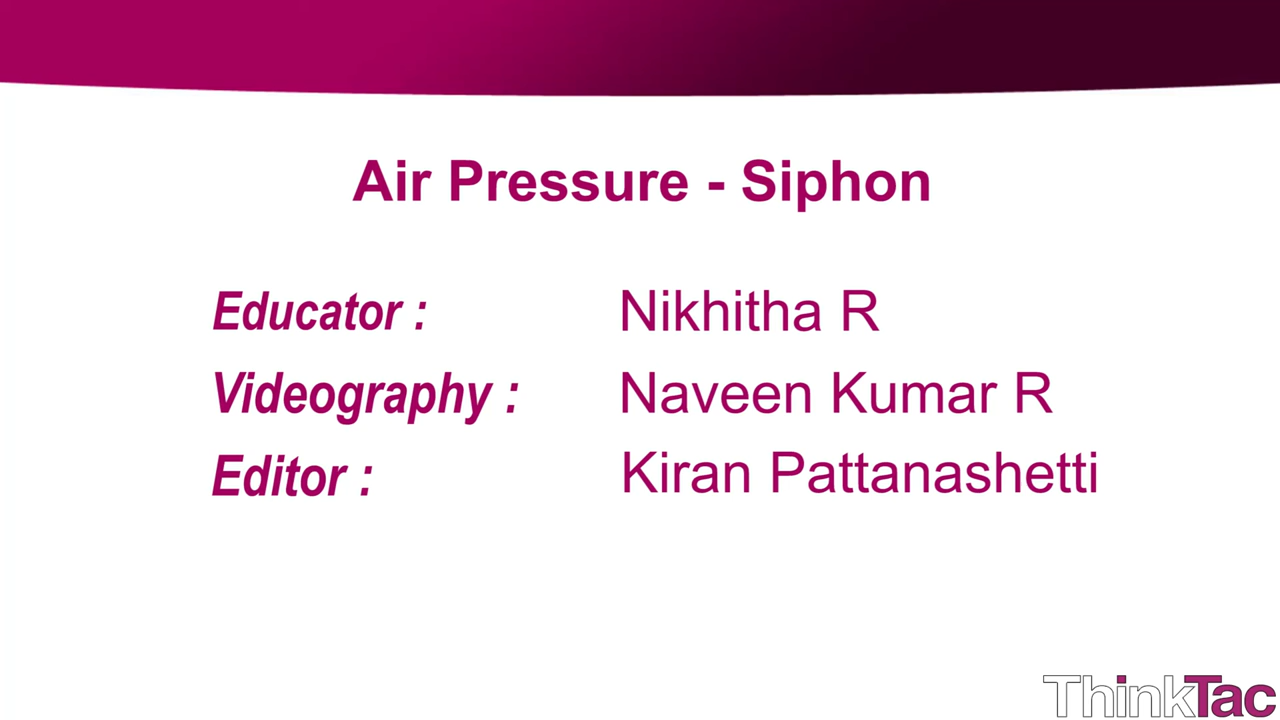 Air Pressure - Siphon
Educator : Nikhitha R
Videography : Naveen Kumar R
Editor : Kiran Pattanashetti
ThinkTac